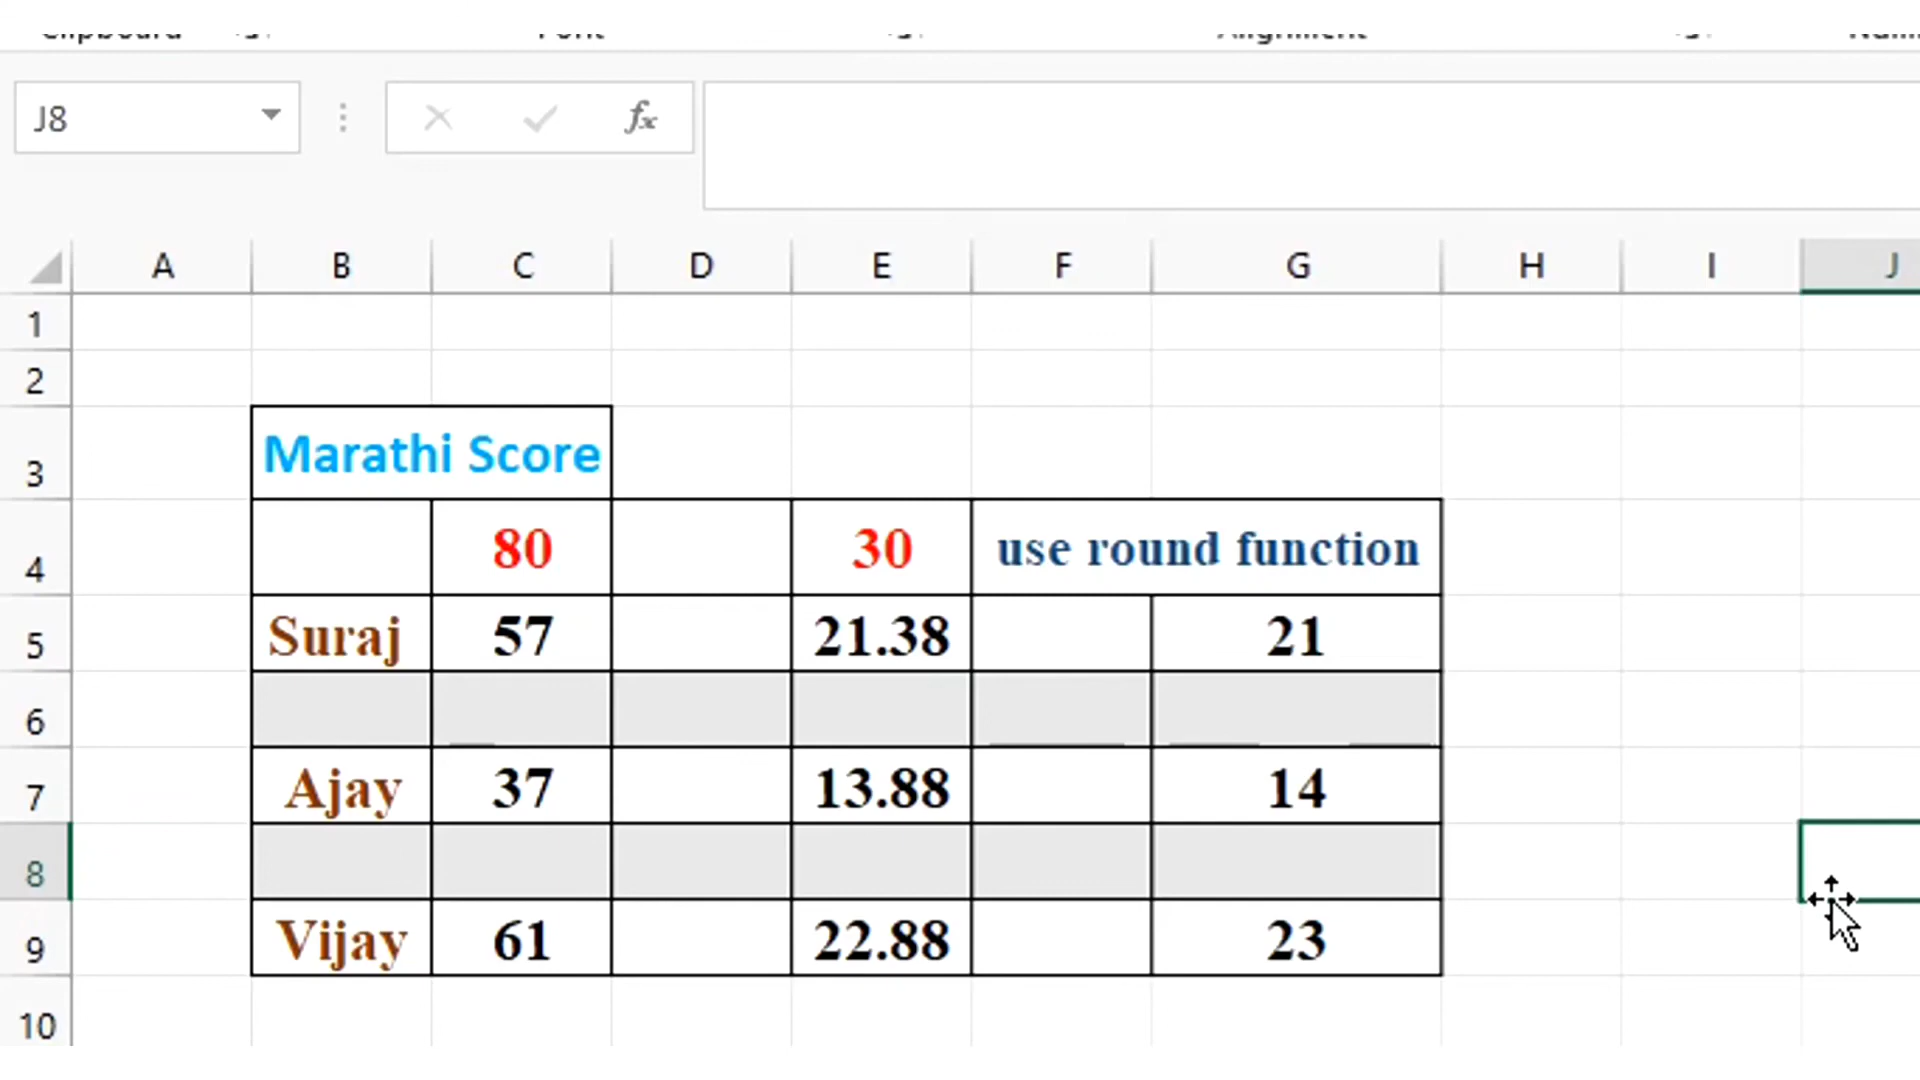 J8 fx
A B C D E F G H I J
1
2
3 Marathi Score
4 80 30 use round function
5 Suraj 57 21.38 21
6
7 Ajay 37 13.88 14
8
9 Vijay 61 22.88 23
10